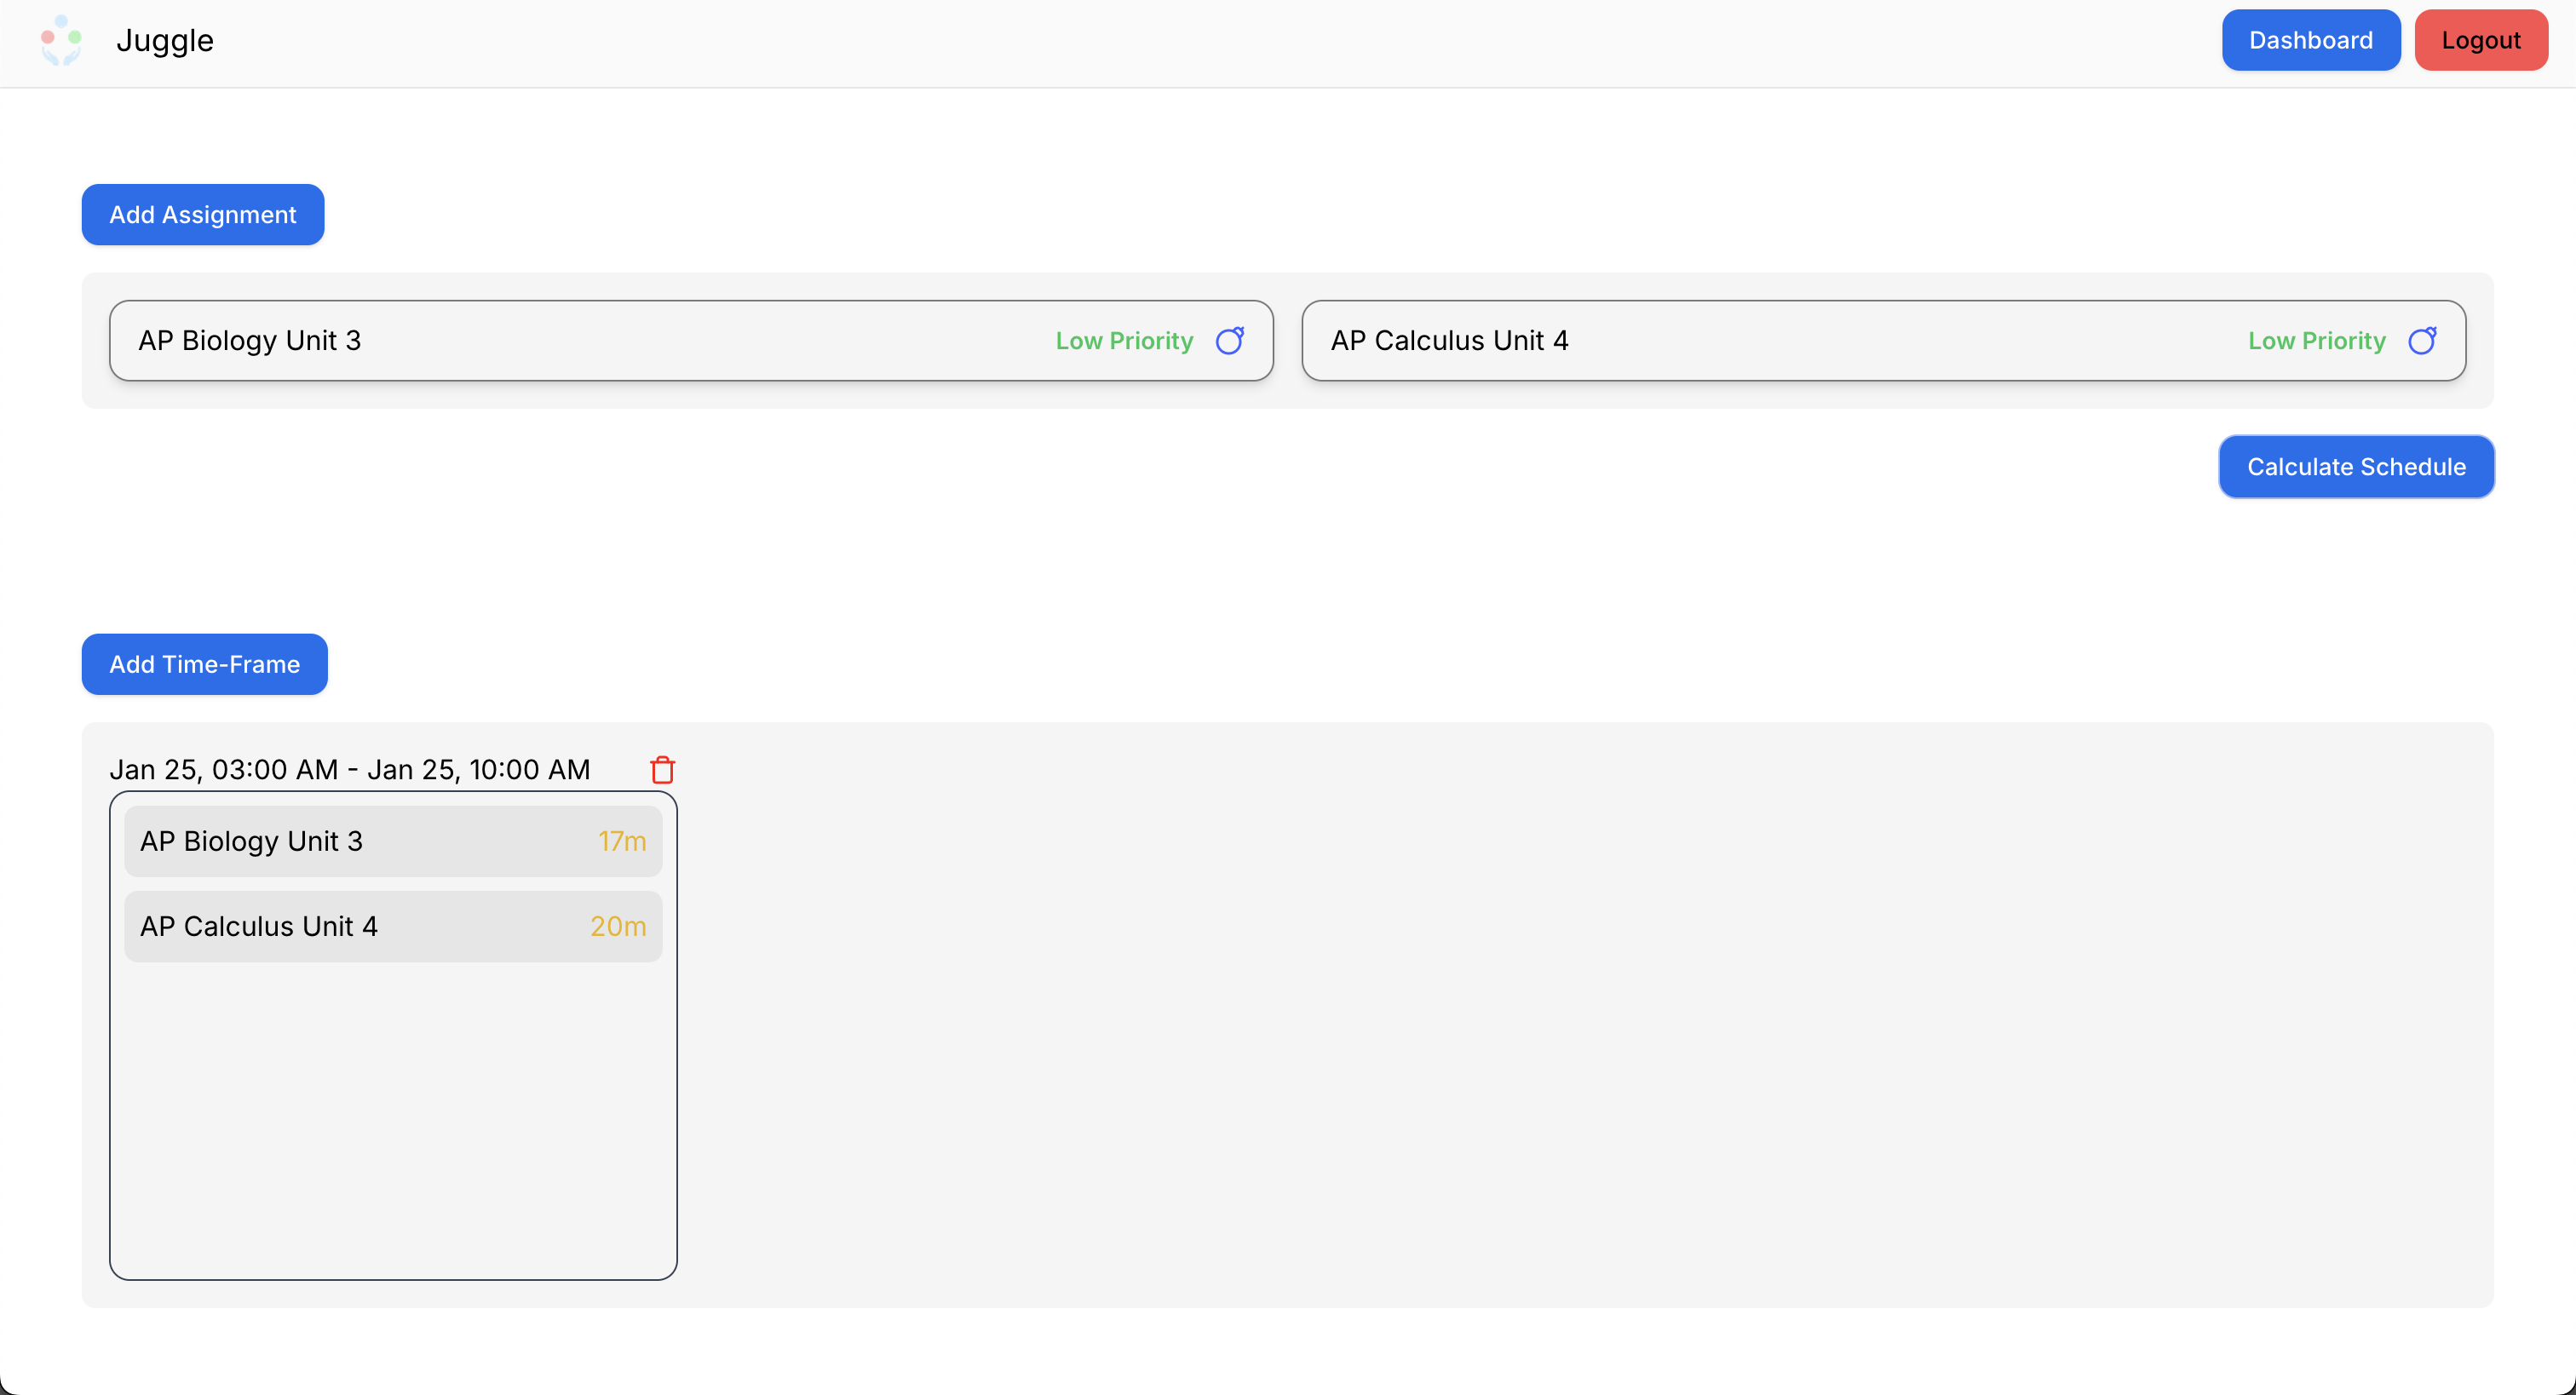 Juggle
Dashboard
Logout
Add Assignment
AP Biology Unit 3
Low Priority
AP Calculus Unit 4
Low Priority
Calculate Schedule
Add Time-Frame
Jan 25, 03:00 AM - Jan 25, 10:00 AM
AP Biology Unit 3
17m
AP Calculus Unit 4
20m